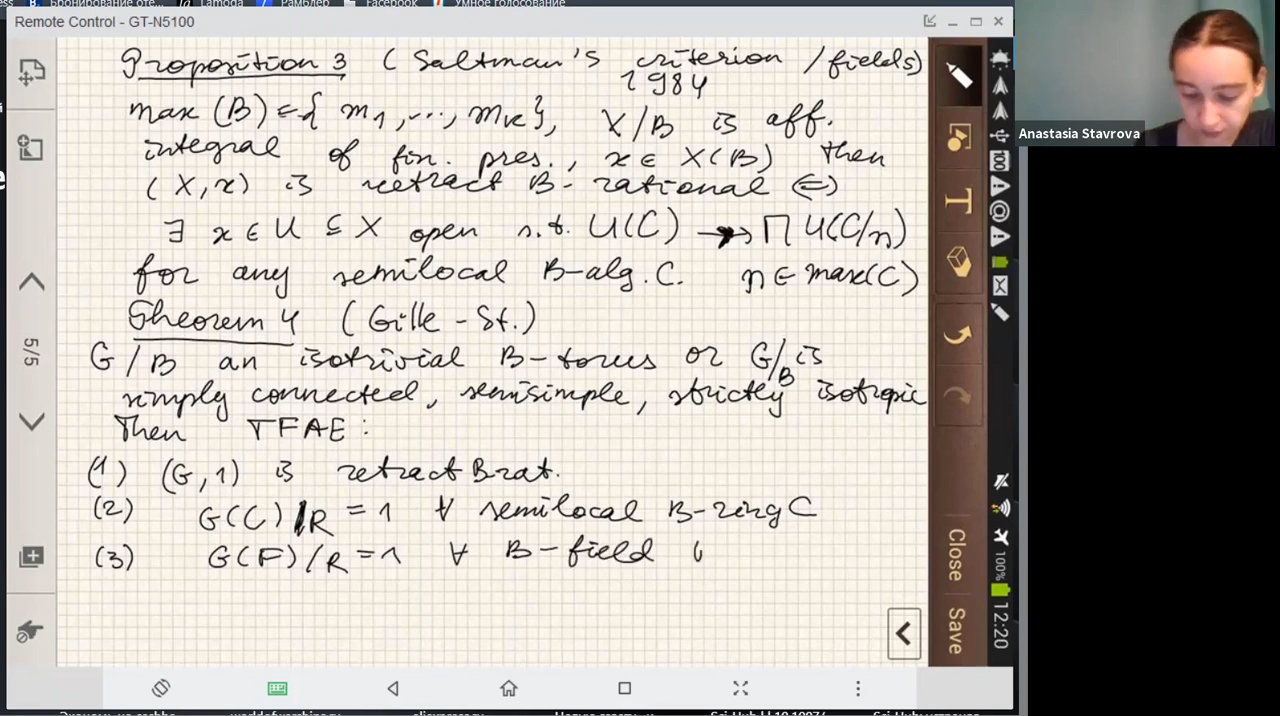 Remote Control - GT-N5100
Proposition 3 (Saltman's criterion / fields)
1984
max (B) = { m₁, ..., mₖ }, X/B is aff.
integral of fin. pres., x ∈ X(B) then
(X, x) is retract B-rational ⇔
∃ x ∈ U ⊆ X open s.t. U(C) ↠ ∏ U(C/n)
for any semilocal B-alg. C. n ∈ max(C)
Theorem 4 (Gille - St.)
G/B an isotrivial B-torus or G/B is
simply connected, semisimple, strictly isotropic
Then TFAE:
(1) (G, 1) is retract B rat.
(2) G(C)/R = 1 ∀ semilocal B-ring C
(3) G(F)/R = 1 ∀ B-field (
5/5
Close
Save
100%
12:20
Anastasia Stavrova